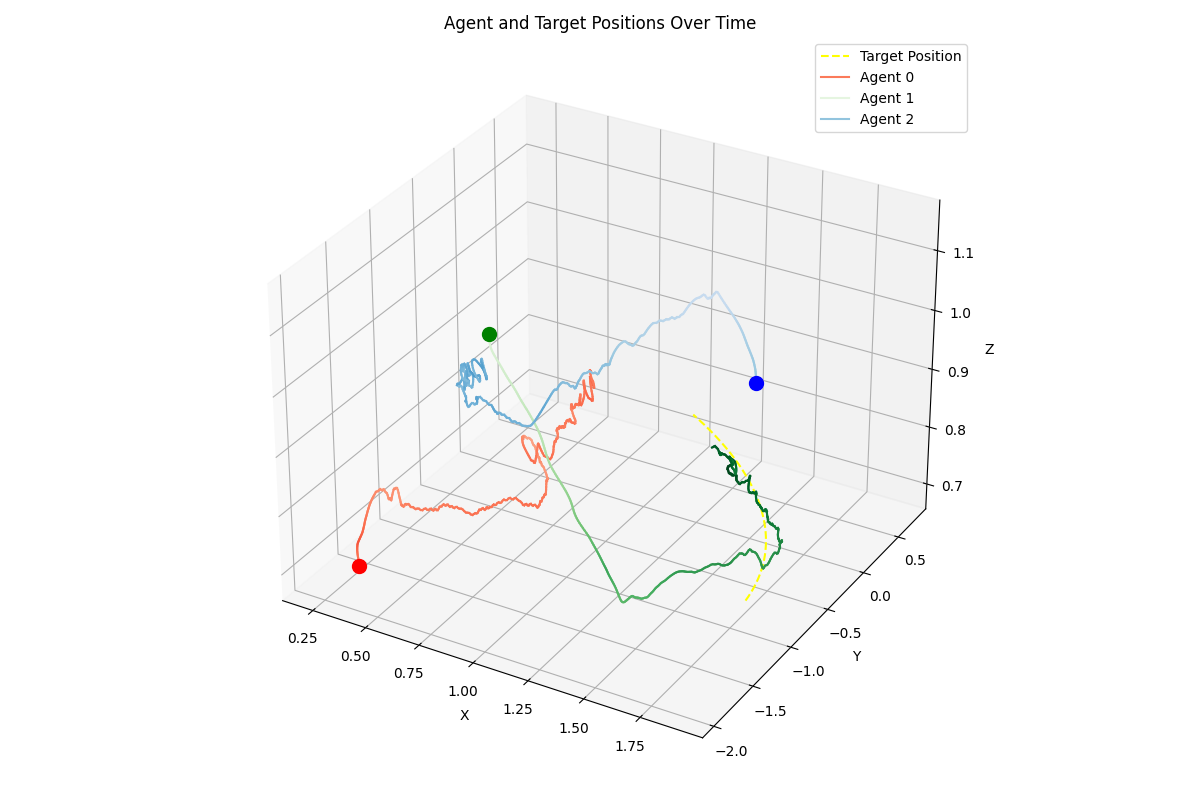 Agent and Target Positions Over Time
Target Position
Agent 0
Agent 1
Agent 2
1.1
1.0
Z
0.9
0.8
0.7
0.5
0.0
−0.5
Y
−1.0
−1.5
−2.0
0.25
0.50
0.75
1.00
X
1.25
1.50
1.75